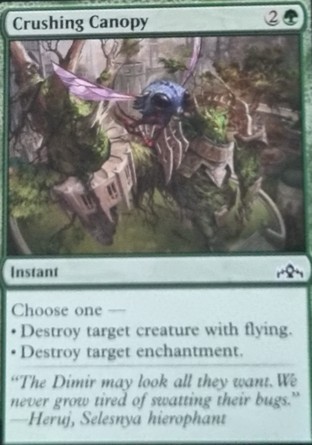 Crushing Canopy 2
Instant
Choose one —
• Destroy target creature with flying.
• Destroy target enchantment.
"The Dimir may look all they want. We
never grow tired of swatting their bugs."
—Heruj, Selesnya hierophant